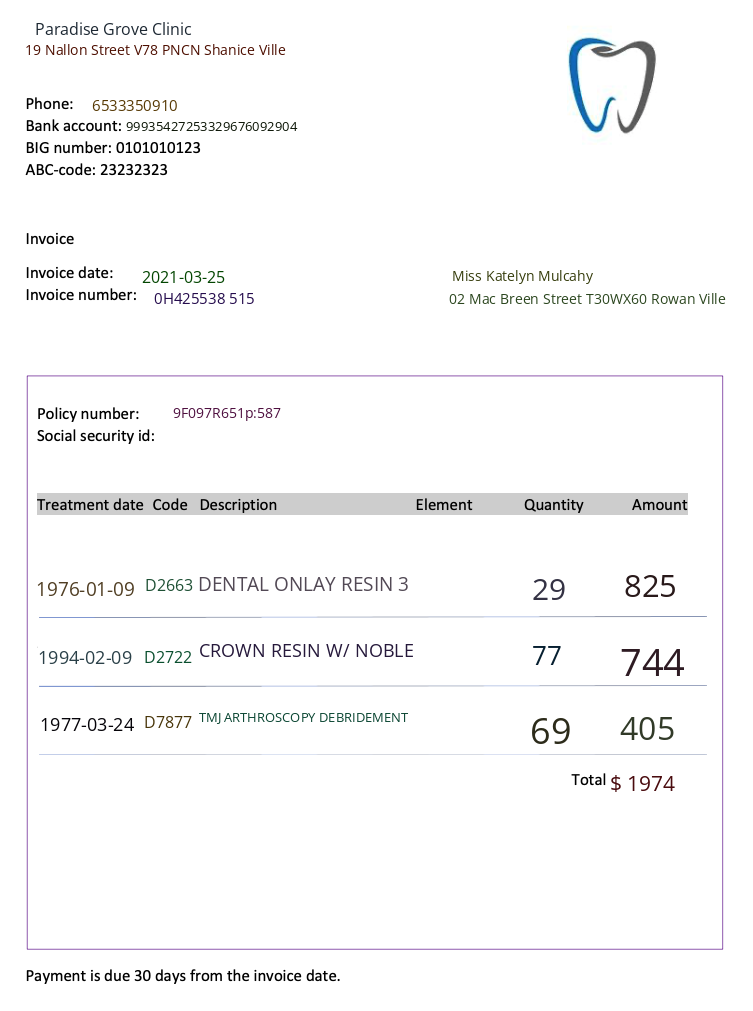 Paradise Grove Clinic
19 Nallon Street V78 PNCN Shanice Ville
Phone: 6533350910
Bank account: 99935427253329676092904
BIG number: 0101010123
ABC-code: 23232323
Invoice
Invoice date: 2021-03-25
Invoice number: 0H425538 515
Miss Katelyn Mulcahy
02 Mac Breen Street T30WX60 Rowan Ville
Policy number: 9F097R651p:587
Social security id:
Treatment date Code Description Element Quantity Amount
1976-01-09 D2663 DENTAL ONLAY RESIN 3 29 825
1994-02-09 D2722 CROWN RESIN W/ NOBLE 77 744
1977-03-24 D7877 TMJ ARTHROSCOPY DEBRIDEMENT 69 405
Total $ 1974
Payment is due 30 days from the invoice date.